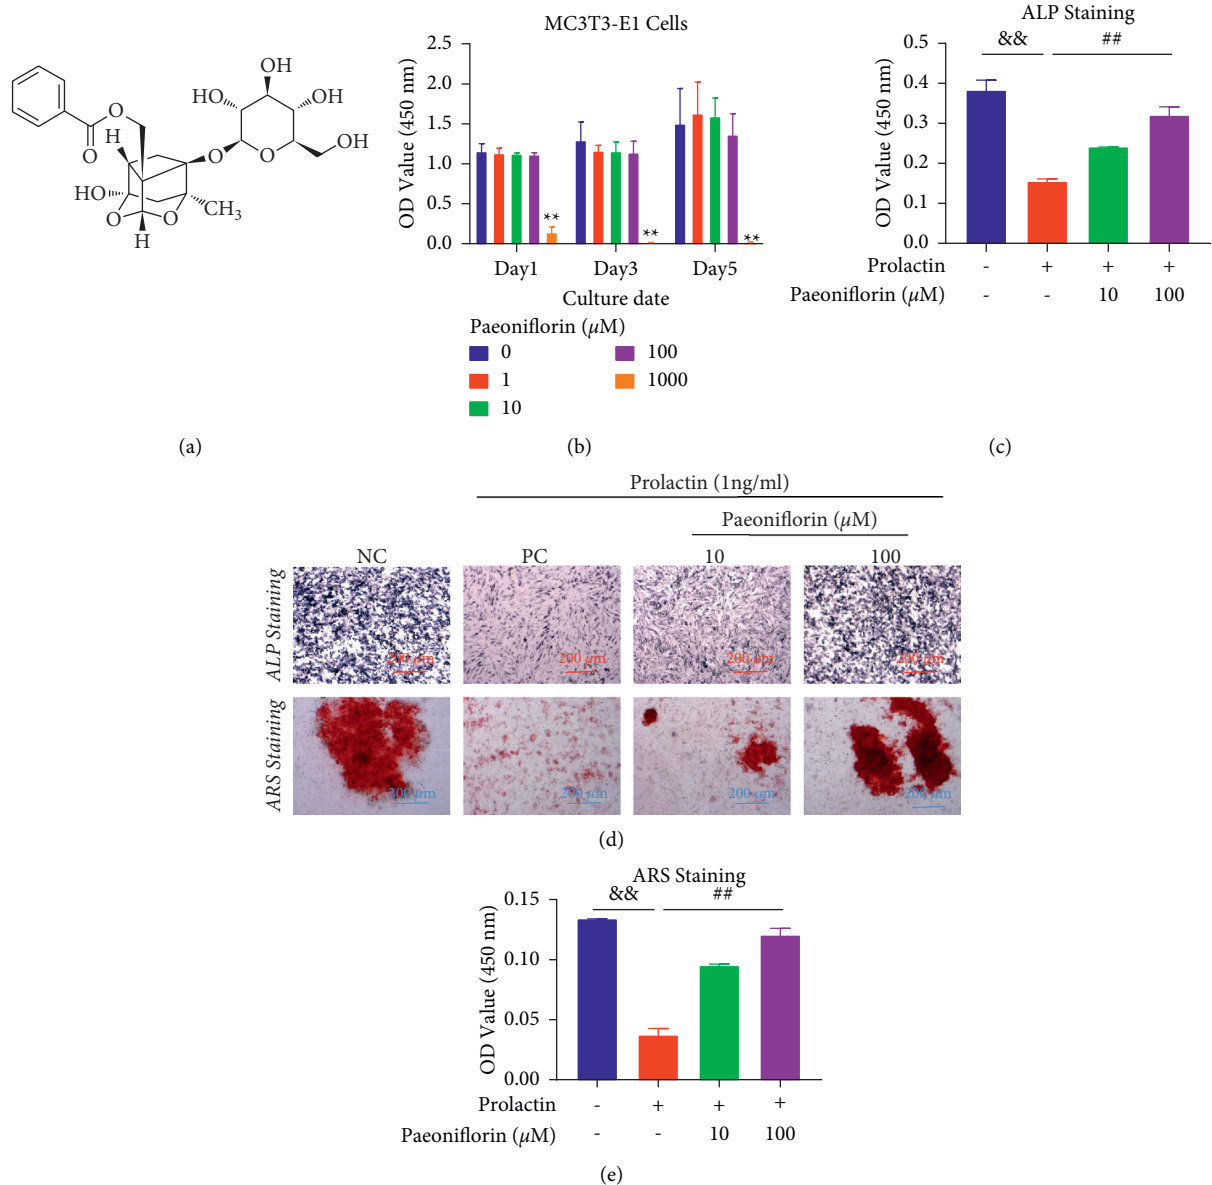 O
O
H
HO
O
O
H
O
O
CH3
HO
OH
OH
O
OH
(a)
MC3T3-E1 Cells
OD Value (450 nm)
2.5
2.0
1.5
1.0
0.5
0.0
**
**
**
Day1 Day3 Day5
Culture date
Paeoniflorin (µM)
0 100
1 1000
10
(b)
ALP Staining
&& ##
OD Value (450 nm)
0.5
0.4
0.3
0.2
0.1
0.0
Prolactin - + + +
Paeoniflorin (µM) - - 10 100
(c)
Prolactin (1ng/ml)
Paeoniflorin (µM)
NC PC 10 100
ALP Staining
200 µm 200 µm 200 µm 200 µm
ARS Staining
200 µm 200 µm 200 µm 200 µm
(d)
ARS Staining
&& ##
OD Value (450 nm)
0.15
0.10
0.05
0.00
Prolactin - + + +
Paeoniflorin (µM) - - 10 100
(e)